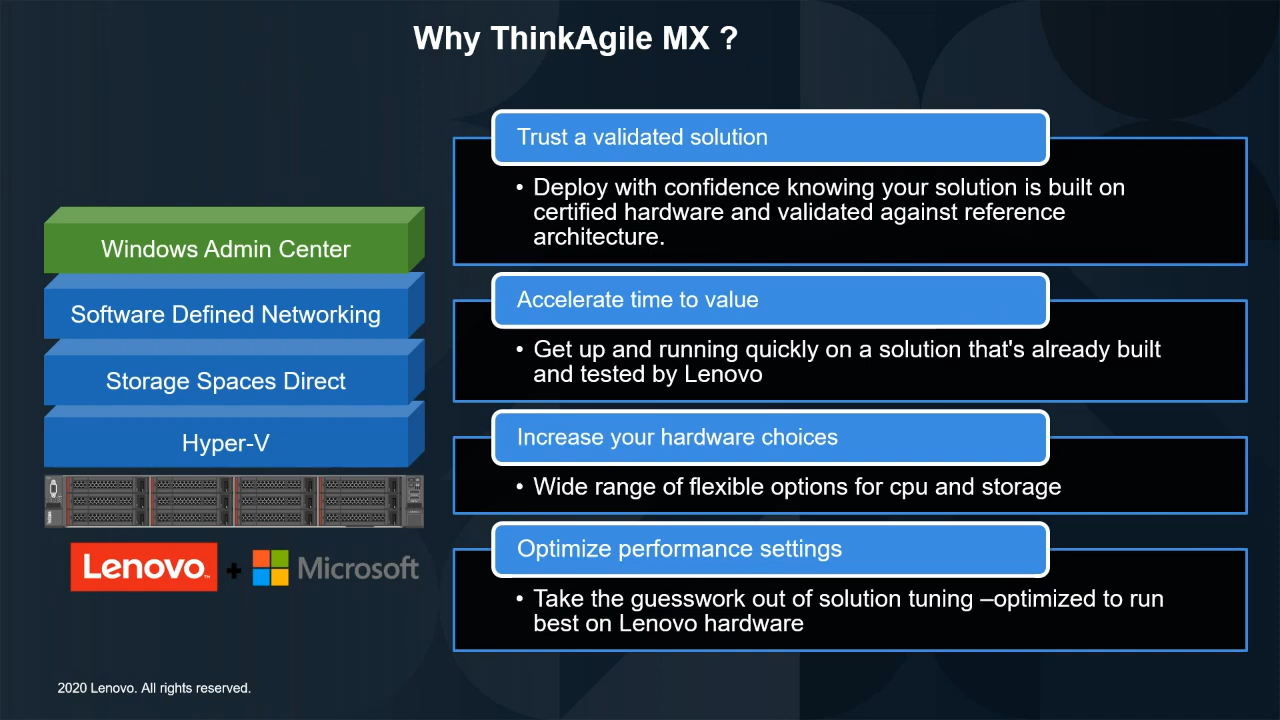 Why ThinkAgile MX ?
Windows Admin Center
Software Defined Networking
Storage Spaces Direct
Hyper-V
Lenovo™ + Microsoft
Trust a validated solution
• Deploy with confidence knowing your solution is built on
certified hardware and validated against reference
architecture.
Accelerate time to value
• Get up and running quickly on a solution that's already built
and tested by Lenovo
Increase your hardware choices
• Wide range of flexible options for cpu and storage
Optimize performance settings
• Take the guesswork out of solution tuning –optimized to run
best on Lenovo hardware
2020 Lenovo. All rights reserved.